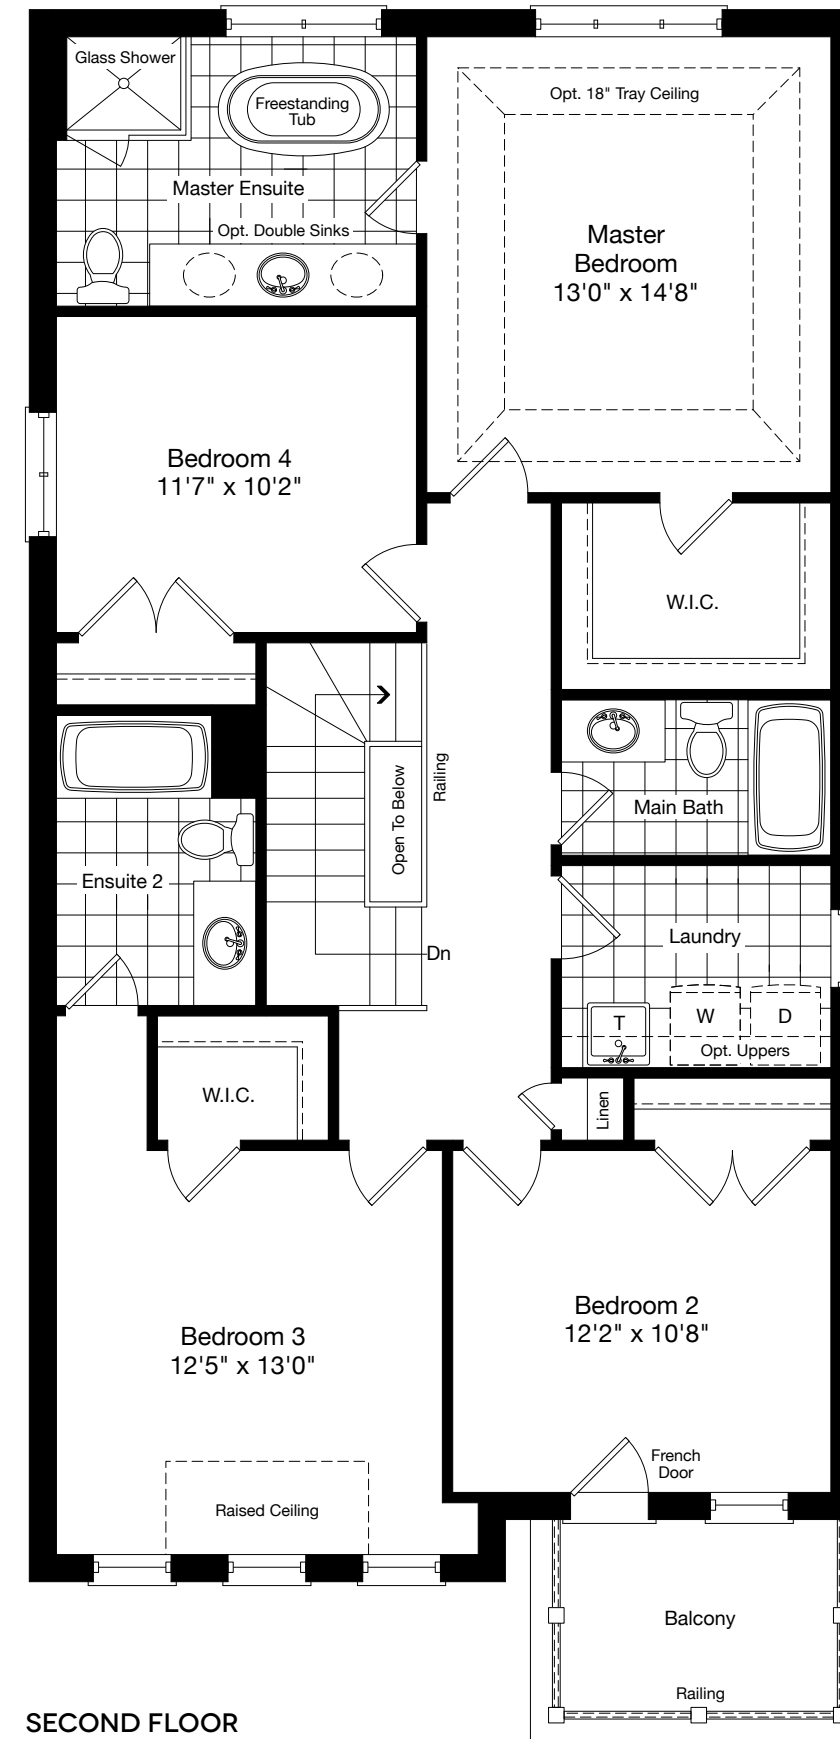 Glass Shower
Freestanding
Tub
Opt. 18" Tray Ceiling
Master Ensuite
Opt. Double Sinks
Master
Bedroom
13'0" x 14'8"
Bedroom 4
11'7" x 10'2"
W.I.C.
Railing
Open To Below
Main Bath
Ensuite 2
Laundry
Dn
T
W
D
Opt. Uppers
W.I.C.
Linen
Bedroom 2
12'2" x 10'8"
Bedroom 3
12'5" x 13'0"
French
Door
Raised Ceiling
Balcony
Railing
SECOND FLOOR